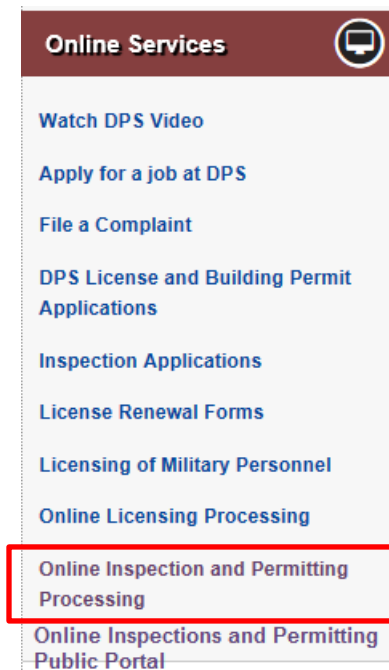 Online Services
Watch DPS Video
Apply for a job at DPS
File a Complaint
DPS License and Building Permit
Applications
Inspection Applications
License Renewal Forms
Licensing of Military Personnel
Online Licensing Processing
Online Inspection and Permitting
Processing
Online Inspections and Permitting
Public Portal